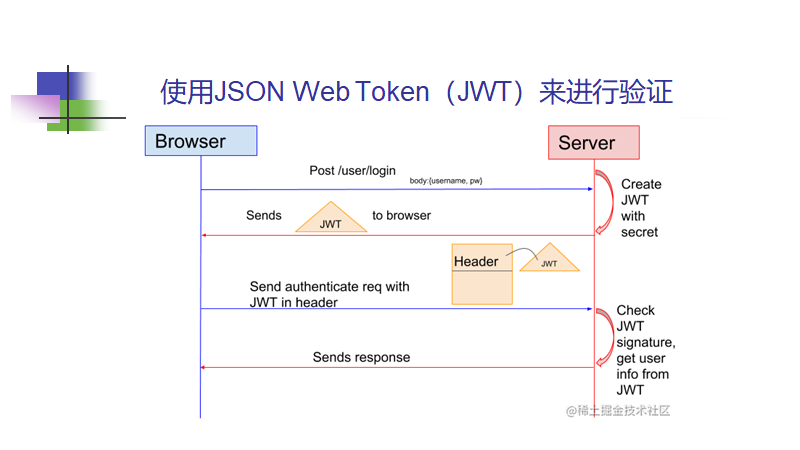 使用JSON Web Token（JWT）来进行验证
Browser
Server
Post /user/login
body:{username, pw}
Create
JWT
with
secret
Sends
JWT
to browser
Header
JWT
Send authenticate req with
JWT in header
Check
JWT
signature,
get user
info from
JWT
Sends response
@稀土掘金技术社区